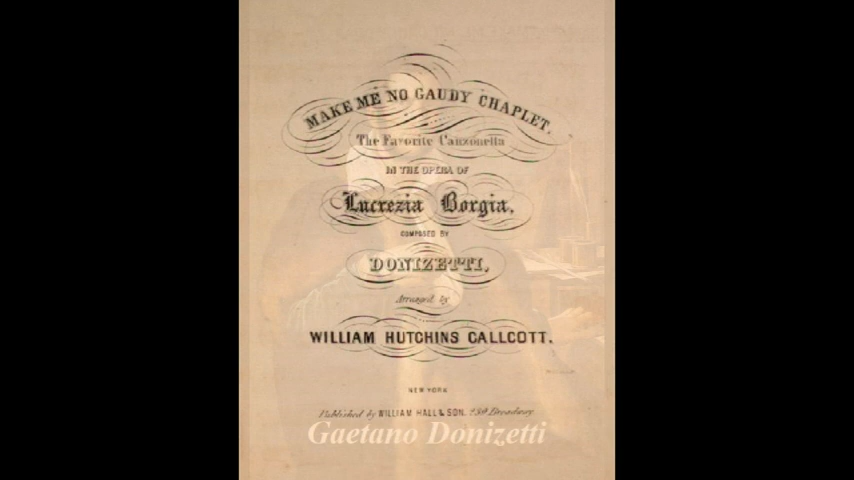 MAKE ME NO GAUDY CHAPLET,
The Favorite Canzonetta
IN THE OPERA OF
Lucrezia Borgia,
COMPOSED BY
DONIZETTI,
Arranged by
WILLIAM HUTCHINS CALLCOTT.
NEW YORK
Published by WILLIAM HALL & SON, Broadway.
Gaetano Donizetti